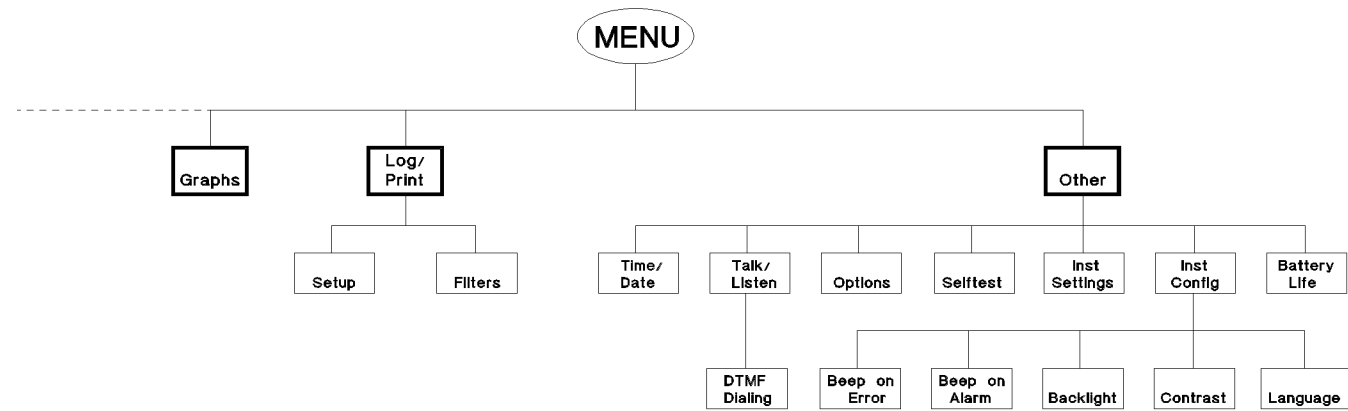 MENU
Graphs
Log/
Print
Other
Setup
Filters
Time/
Date
Talk/
Listen
Options
Selftest
Inst
Settings
Inst
Config
Battery
Life
DTMF
Dialing
Beep on
Error
Beep on
Alarm
Backlight
Contrast
Language